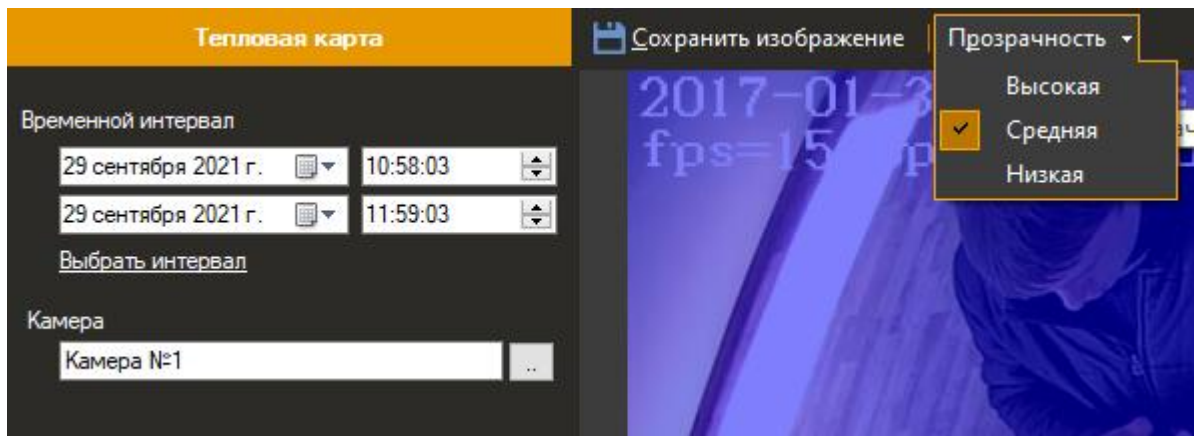 Тепловая карта
Сохранить изображение
Прозрачность
Высокая
Средняя
Низкая
Временной интервал
29 сентября 2021 г. 10:58:03
29 сентября 2021 г. 11:59:03
Выбрать интервал
Камера
Камера №1
..
2017-01-3
fps=15